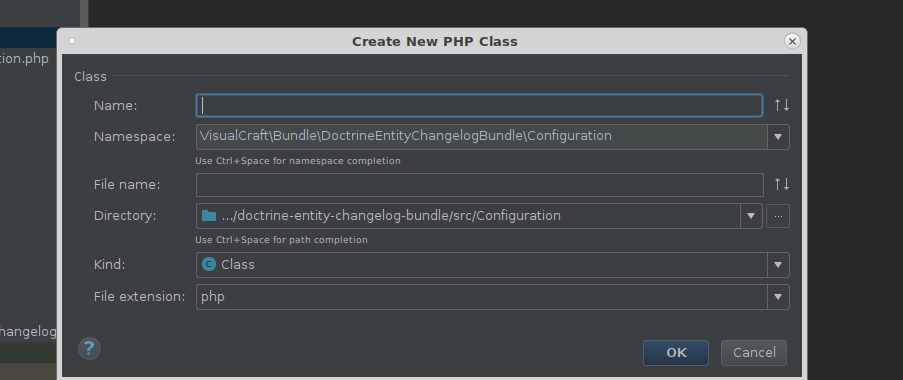 Create New PHP Class
tion.php
Class
Name:
Namespace: VisualCraft\Bundle\DoctrineEntityChangelogBundle\Configuration
Use Ctrl+Space for namespace completion
File name:
Directory: .../doctrine-entity-changelog-bundle/src/Configuration ...
Use Ctrl+Space for path completion
Kind: C Class
File extension: php
hangelog
? OK Cancel